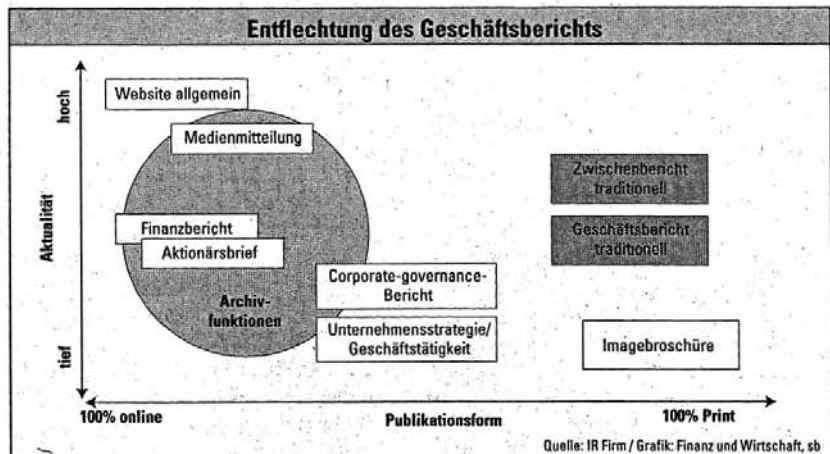 Entflechtung des Geschäftsberichts
hoch
Aktualität
tief
Website allgemein
Medienmitteilung
Zwischenbericht
traditionell
Finanzbericht
Aktionärsbrief
Geschäftsbericht
traditionell
Archiv-
funktionen
Corporate-governance-
Bericht
Unternehmensstrategie/
Geschäftstätigkeit
Imagebroschüre
100% online
Publikationsform
100% Print
Quelle: IR Firm / Grafik: Finanz und Wirtschaft, sb